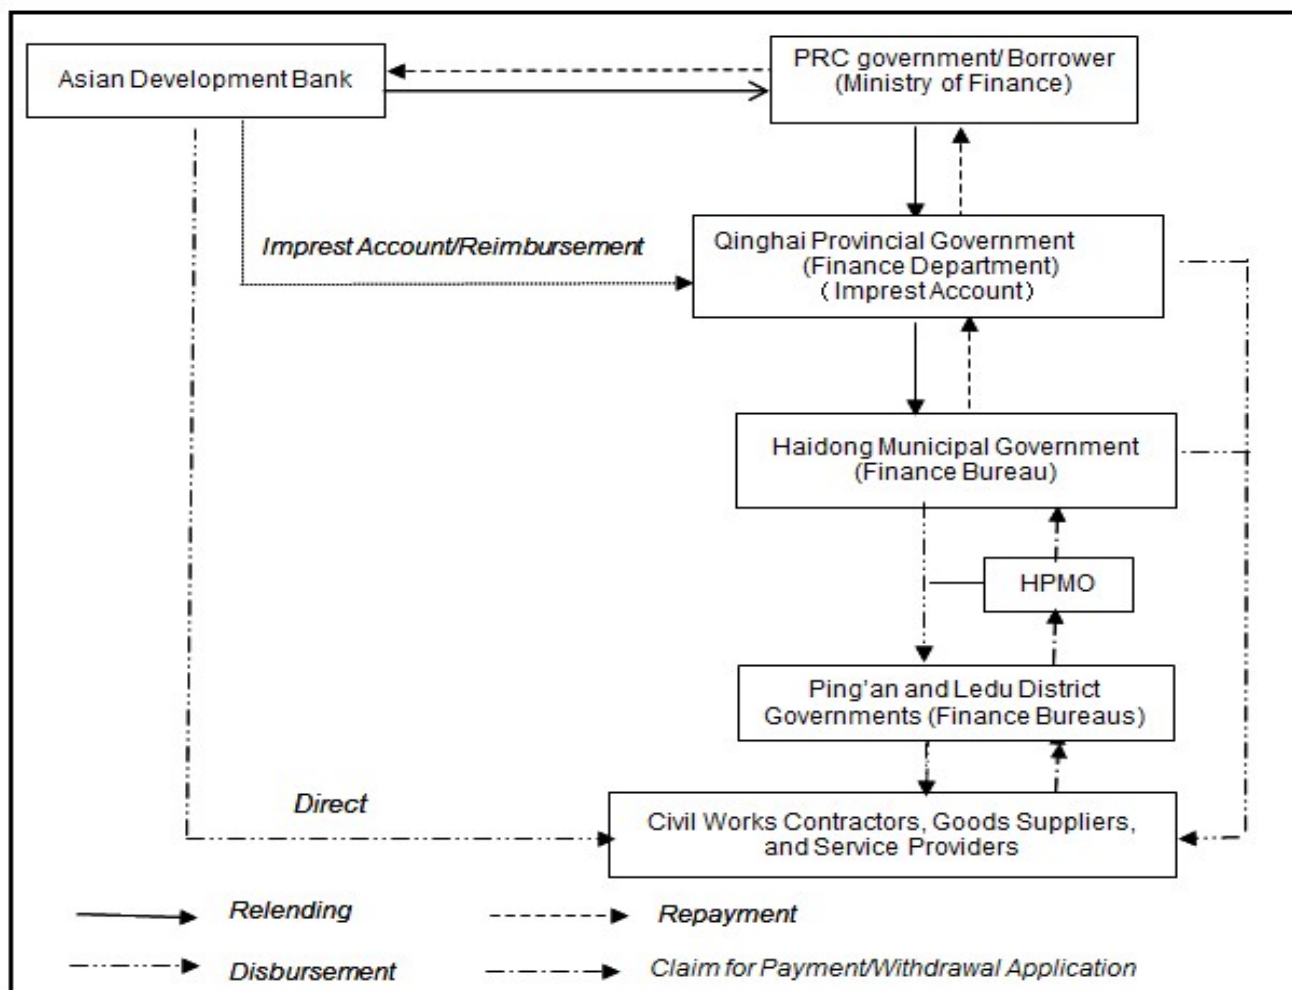 Asian Development Bank
PRC government/ Borrower
(Ministry of Finance)
Imprest Account/Reimbursement
Qinghai Provincial Government
(Finance Department)
( Imprest Account )
Haidong Municipal Government
(Finance Bureau)
HPMO
Ping’an and Ledu District
Governments (Finance Bureaus)
Direct
Civil Works Contractors, Goods Suppliers,
and Service Providers
Relending
Repayment
Disbursement
Claim for Payment/Withdrawal Application